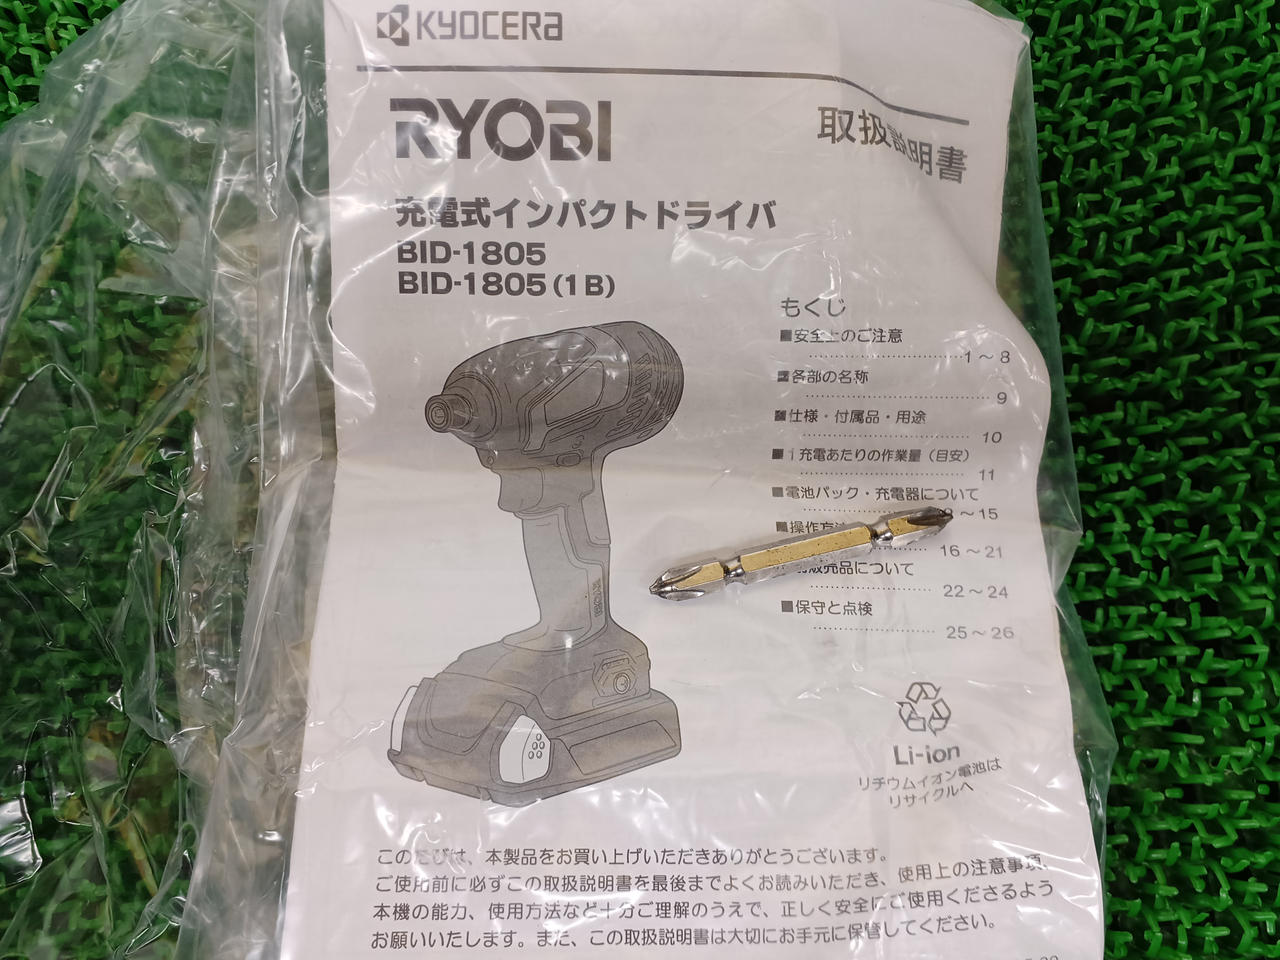 KYOCERA
RYOBI
取扱説明書
充電式インパクトドライバ
BID-1805
BID-1805(1B)
もくじ
■安全上のご注意
1～8
■各部の名称
9
■仕様・付属品・用途
10
■1充電あたりの作業量（目安）
11
■電池パック・充電器について
～15
■操作方
16～21
販売品について
22～24
■保守と点検
25～26
RYOBI
Li-ion
リチウムイオン電池は
リサイクルへ
このたびは、本製品をお買い上げいただきありがとうございます。
ご使用前に必ずこの取扱説明書を最後までよくお読みいただき、使用上の注意事項、
本機の能力、使用方法など十分ご理解のうえで、正しく安全にご使用くださるよう
お願いいたします。また、この取扱説明書は大切にお手元に保管してください。